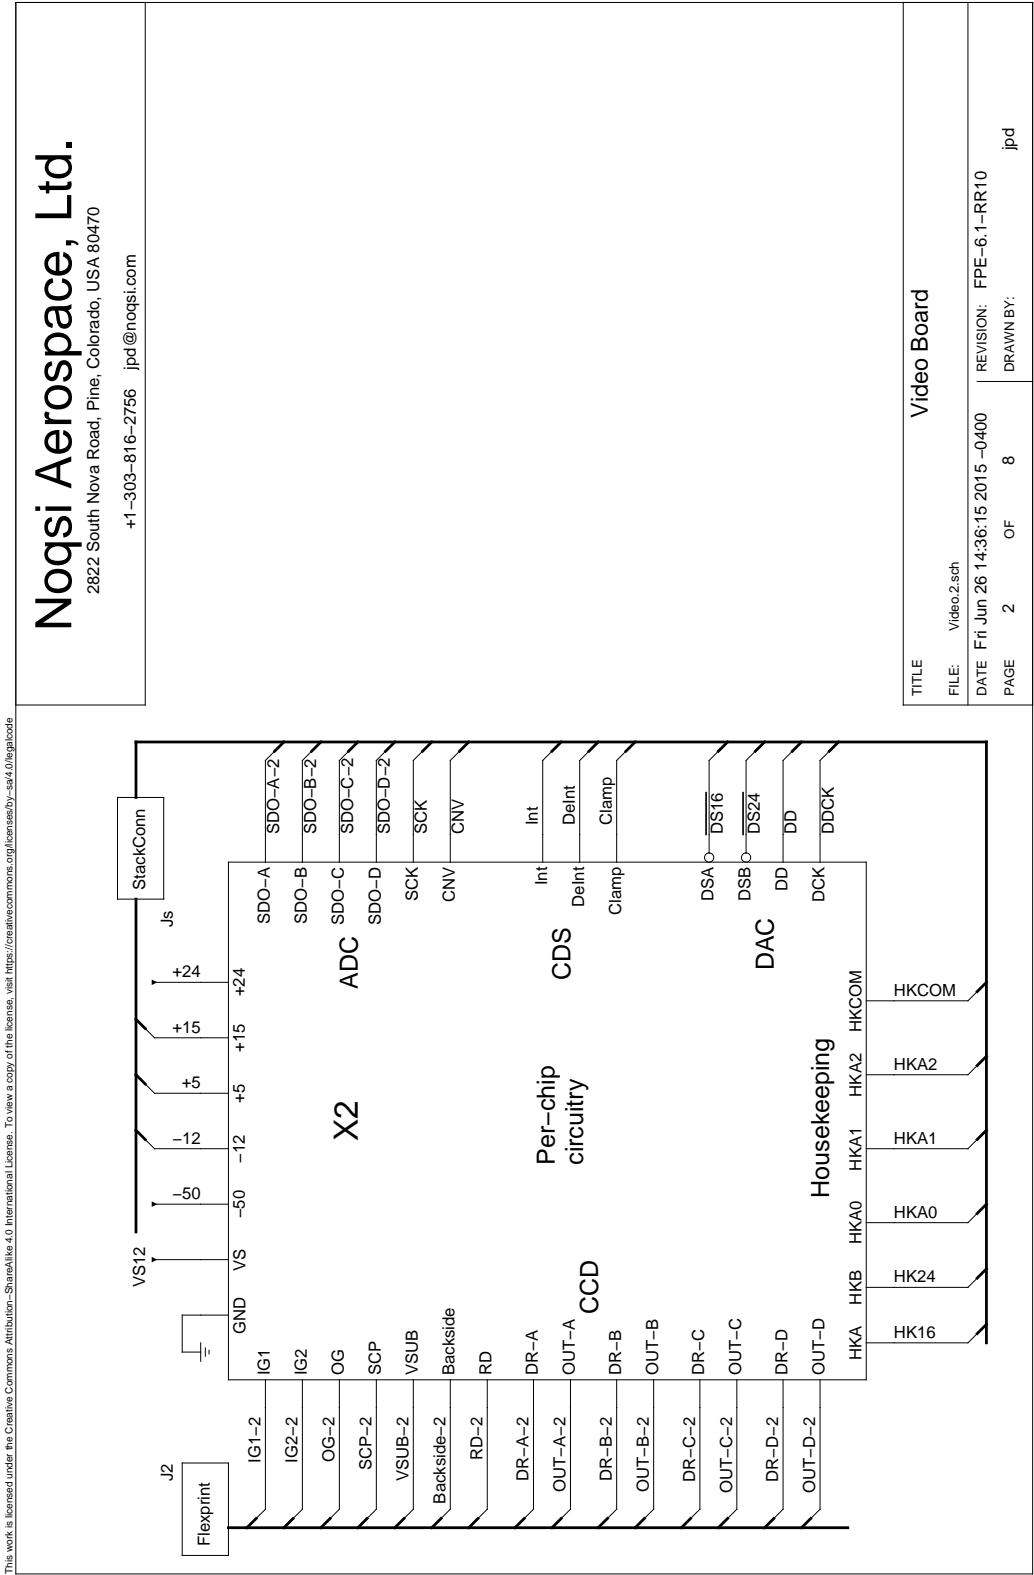 This work is licensed under the Creative Commons Attribution−ShareAlike 4.0 International License. To view a copy of the license, visit https://creativecommons.org/licenses/by−sa/4.0/legalcode
Noqsi Aerospace, Ltd.
2822 South Nova Road, Pine, Colorado, USA 80470
+1−303−816−2756 jpd@noqsi.com
J2
Flexprint
IG1−2
IG2−2
OG−2
SCP−2
VSUB−2
Backside−2
RD−2
DR−A−2
OUT−A−2
DR−B−2
OUT−B−2
DR−C−2
OUT−C−2
DR−D−2
OUT−D−2
IG1
IG2
OG
SCP
VSUB
Backside
RD
DR−A
OUT−A
DR−B
OUT−B
DR−C
OUT−C
DR−D
OUT−D
CCD
VS12
−50
−12
+5
+15
+24
GND
VS
−50
−12
+5
+15
+24
Js
StackConn
X2
Per−chip
circuitry
ADC
CDS
DAC
Housekeeping
SDO−A
SDO−B
SDO−C
SDO−D
SCK
CNV
Int
DeInt
Clamp
DSA
DSB
DD
DCK
SDO−A−2
SDO−B−2
SDO−C−2
SDO−D−2
SCK
CNV
Int
DeInt
Clamp
DS16
DS24
DD
DDCK
HKA
HKB
HKA0
HKA1
HKA2
HKCOM
HK16
HK24
HKA0
HKA1
HKA2
HKCOM
TITLE
Video Board
FILE: Video.2.sch
DATE Fri Jun 26 14:36:15 2015 −0400
REVISION: FPE−6.1−RR10
PAGE 2 OF 8
DRAWN BY: jpd